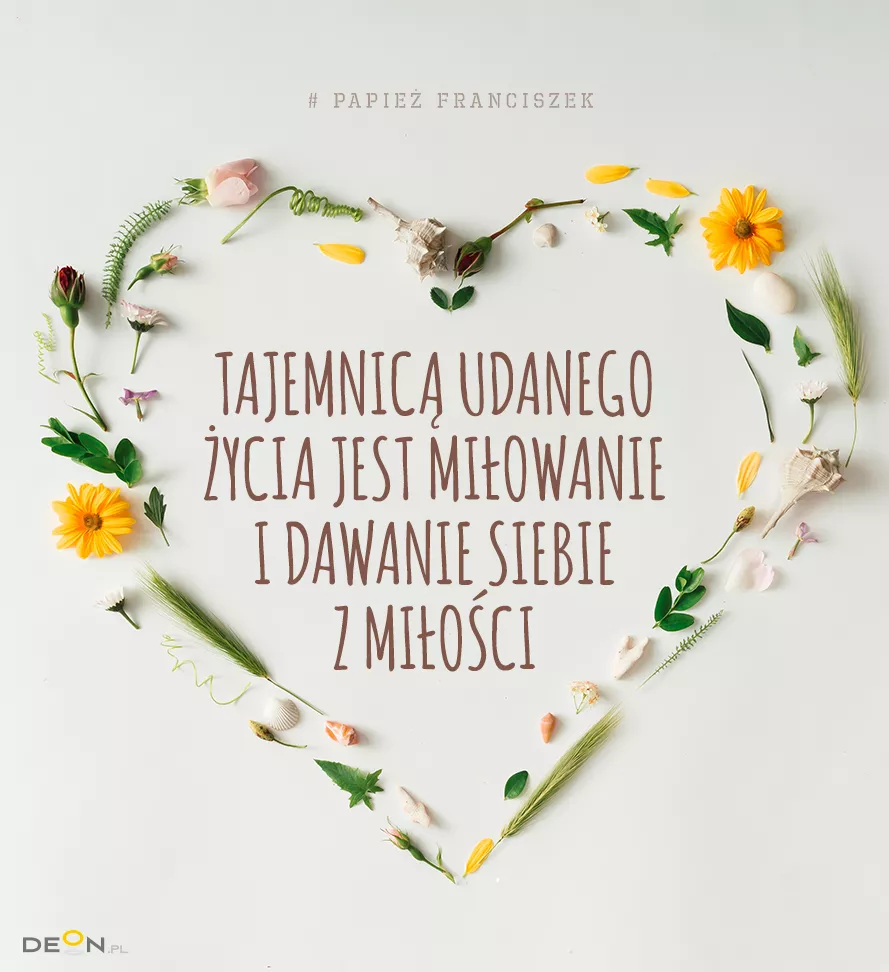 # PAPIEŻ FRANCISZEK
TAJEMNICĄ UDANEGO
ŻYCIA JEST MIŁOWANIE
I DAWANIE SIEBIE
Z MIŁOŚCI
DEON.PL